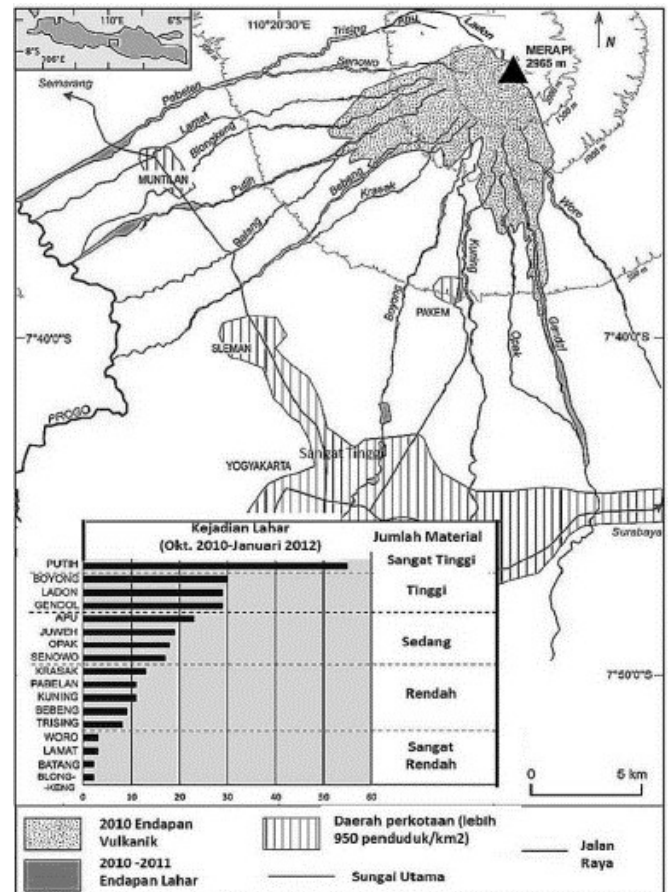 110°E
6°S
8°S
106°E
110°20'30"E
Trising
Apu
Ladon
MERAPI
2965 m
N
Senowo
Semarang
Pabelan
Lamat
Blongkeng
MUNTILAN
Putih
Bebeng
Krasak
Batang
Woro
Kuning
Boyong
PAKEM
Opak
Gendol
7°40'0"S
7°40'0"S
SLEMAN
PROGO
Sangat Tinggi
YOGYAKARTA
Surabaya
Kejadian Lahar
(Okt. 2010-Januari 2012)
Jumlah Material
PUTIH
Sangat Tinggi
BOYONG
LADON
GENDOL
Tinggi
APU
JUWEH
OPAK
SENOWO
Sedang
KRASAK
PABELAN
KUNING
BEBENG
TRISING
Rendah
WORO
LAMAT
BATANG
BLONG-
-KENG
Sangat
Rendah
0 10 20 30 40 50 60
7°50'0"S
0 5 km
2010 Endapan
Vulkanik
Daerah perkotaan (lebih
950 penduduk/km2)
Jalan
Raya
2010 -2011
Endapan Lahar
Sungai Utama